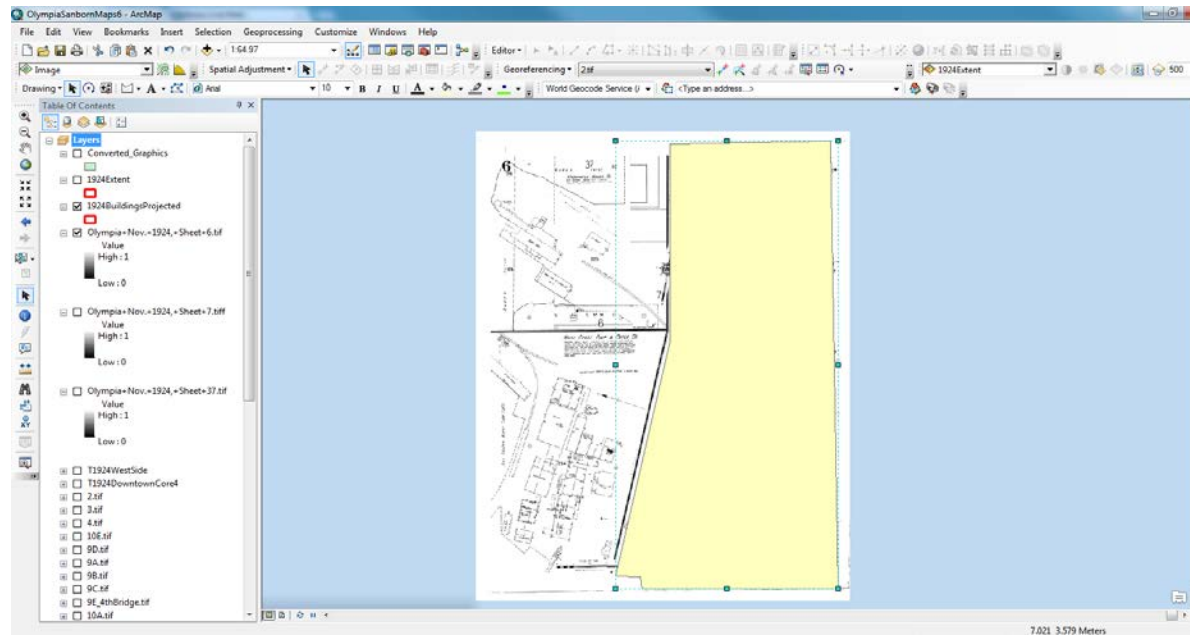 OlympiaSanbornMaps6 - ArcMap
File Edit View Bookmarks Insert Selection Geoprocessing Customize Windows Help
1:64.97 Editor
Image Spatial Adjustment Georeferencing 2.tif 1924Extent 500
Drawing Arial 10 B I U A World Geocode Service ( <Type an address...>
Table Of Contents
Layers
Converted_Graphics
1924Extent
1924BuildingsProjected
Olympia+Nov.+1924,+Sheet+6.tif
Value
High : 1
Low : 0
Olympia+Nov.+1924,+Sheet+7.tiff
Value
High : 1
Low : 0
Olympia+Nov.+1924,+Sheet+37.tif
Value
High : 1
Low : 0
T1924WestSide
T1924DowntownCore4
2.tif
3.tif
4.tif
10E.tif
9D.tif
9A.tif
9B.tif
9C.tif
9E_4thBridge.tif
10A.tif
6
37
6
7.021 3.579 Meters